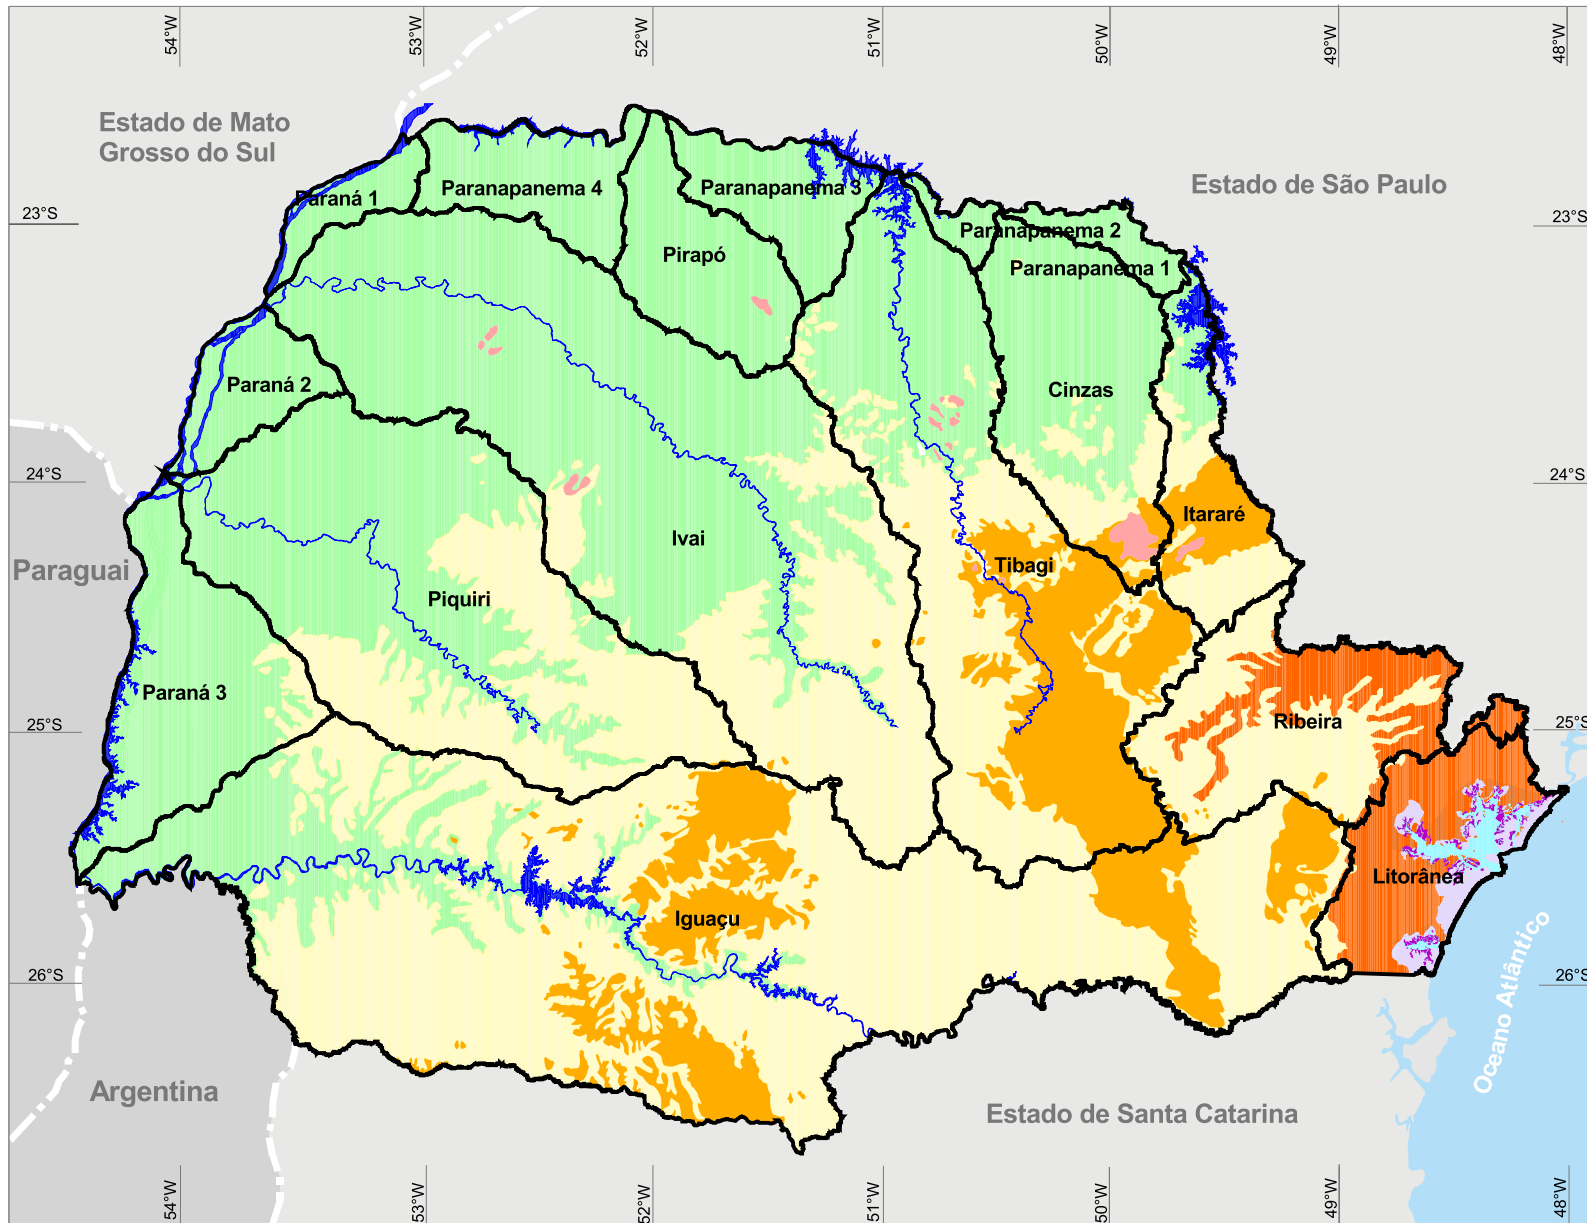 54°W
53°W
52°W
51°W
50°W
49°W
48°W
Estado de Mato
Grosso do Sul
Estado de São Paulo
Paraná 1
Paranapanema 4
Paranapanema 3
23°S
23°S
Paranapanema 2
Pirapó
Paranapanema 1
Paraná 2
Cinzas
24°S
24°S
Itararé
Ivai
Tibagi
Paraguai
Piquiri
Paraná 3
Ribeira
25°S
25°S
Litorânea
Iguaçu
26°S
26°S
Oceano Atlântico
Argentina
Estado de Santa Catarina
54°W
53°W
52°W
51°W
50°W
49°W
48°W